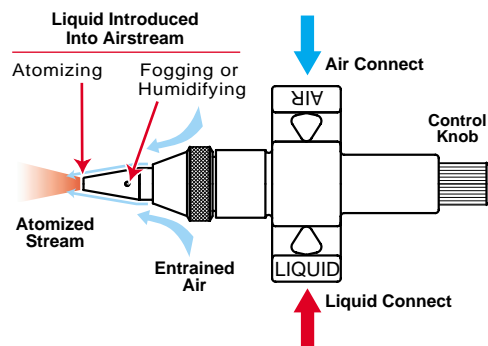 Liquid Introduced
Into Airstream
Atomizing
Fogging or
Humidifying
Air Connect
AIR
Control
Knob
Atomized
Stream
Entrained
Air
LIQUID
Liquid Connect